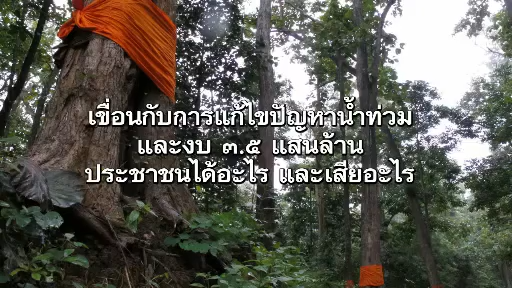 เขื่อนกับการแก้ไขปัญหาน้ำท่วม
และงบ ๓.๕ แสนล้าน
ประชาชนได้อะไร และเสียอะไร